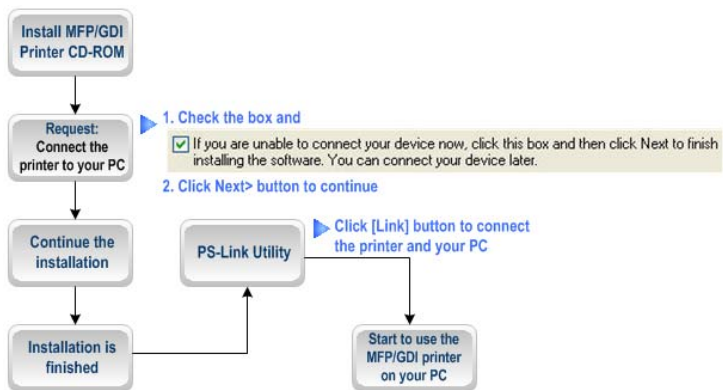 Install MFP/GDI
Printer CD-ROM
Request:
Connect the
printer to your PC
1. Check the box and
If you are unable to connect your device now, click this box and then click Next to finish
installing the software. You can connect your device later.
2. Click Next> button to continue
Continue the
installation
PS-Link Utility
Click [Link] button to connect
the printer and your PC
Installation is
finished
Start to use the
MFP/GDI printer
on your PC